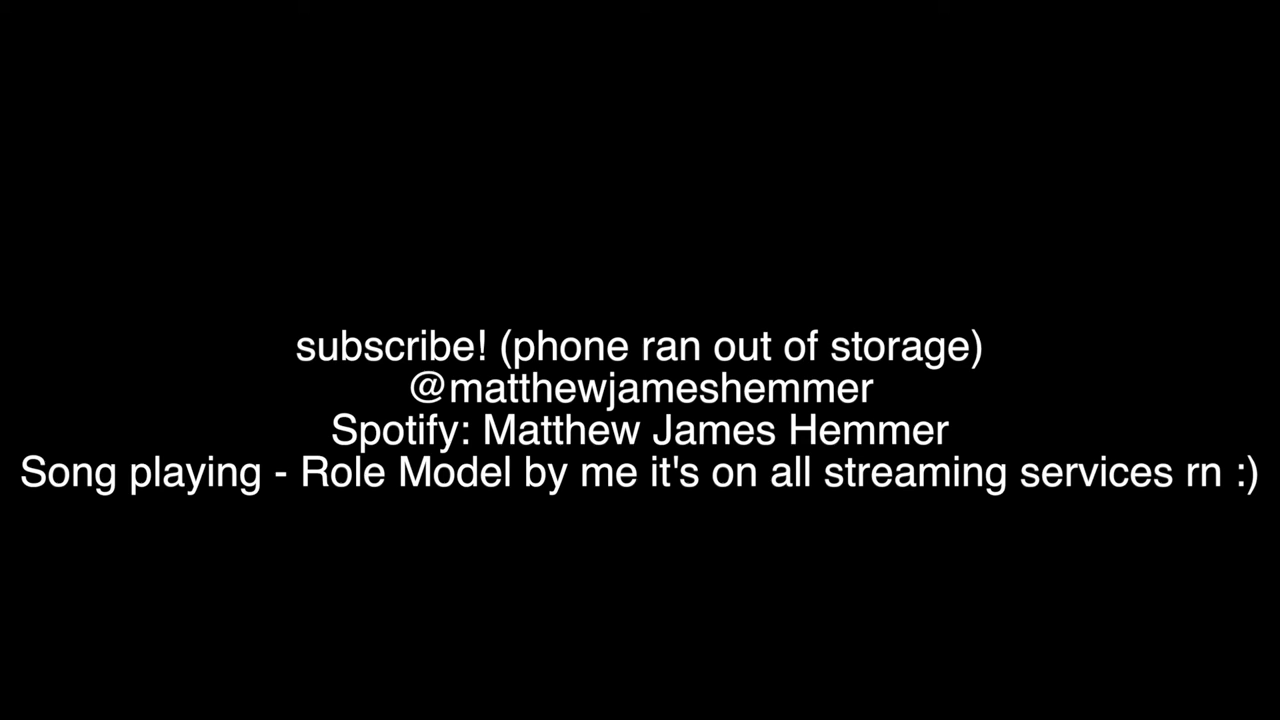 subscribe! (phone ran out of storage)
@matthewjameshemmer
Spotify: Matthew James Hemmer
Song playing - Role Model by me it's on all streaming services rn :)